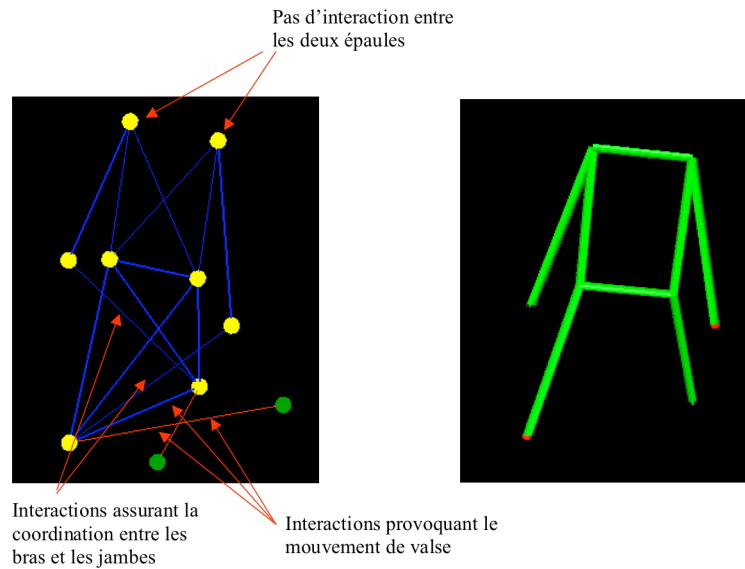 Pas d'interaction entre
les deux épaules
Interactions assurant la
coordination entre les
bras et les jambes
Interactions provoquant le
mouvement de valse